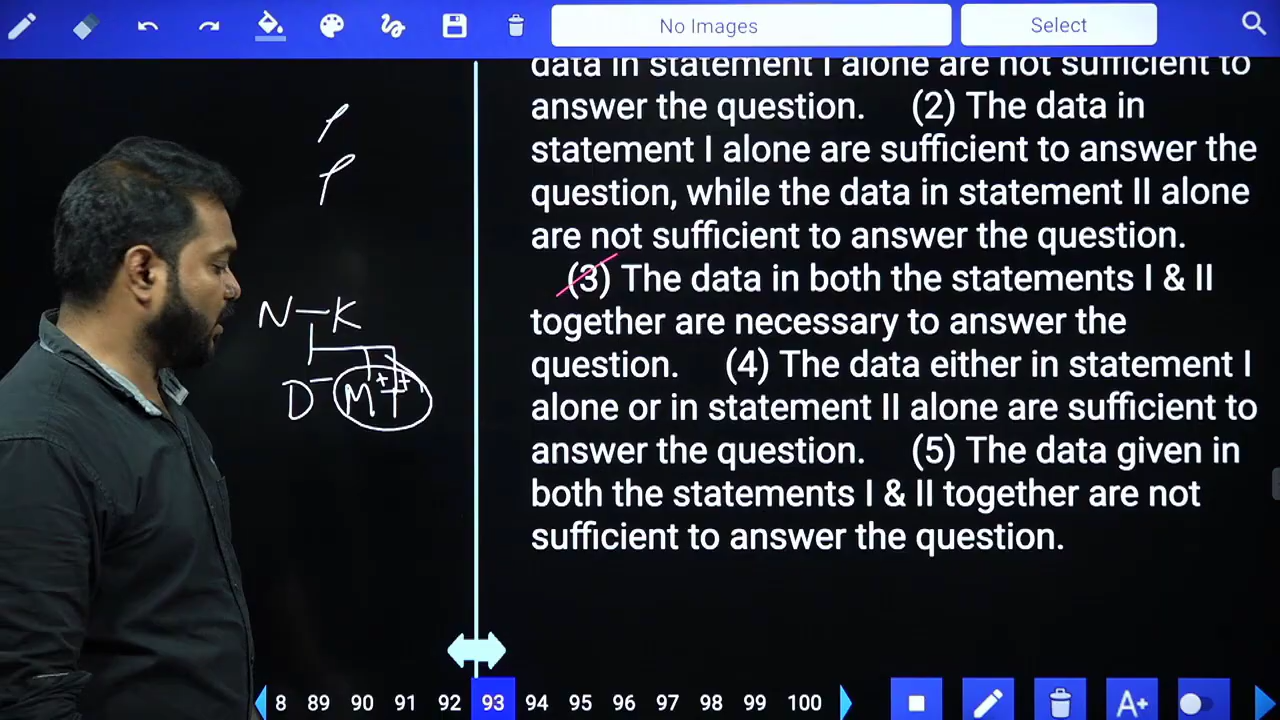 No Images
Select
data in statement I alone are not sufficient to
answer the question. (2) The data in
statement I alone are sufficient to answer the
question, while the data in statement II alone
are not sufficient to answer the question.
(3) The data in both the statements I & II
together are necessary to answer the
question. (4) The data either in statement I
alone or in statement II alone are sufficient to
answer the question. (5) The data given in
both the statements I & II together are not
sufficient to answer the question.
N - K
D - M+ T+
8 89 90 91 92 93 94 95 96 97 98 99 100
A+